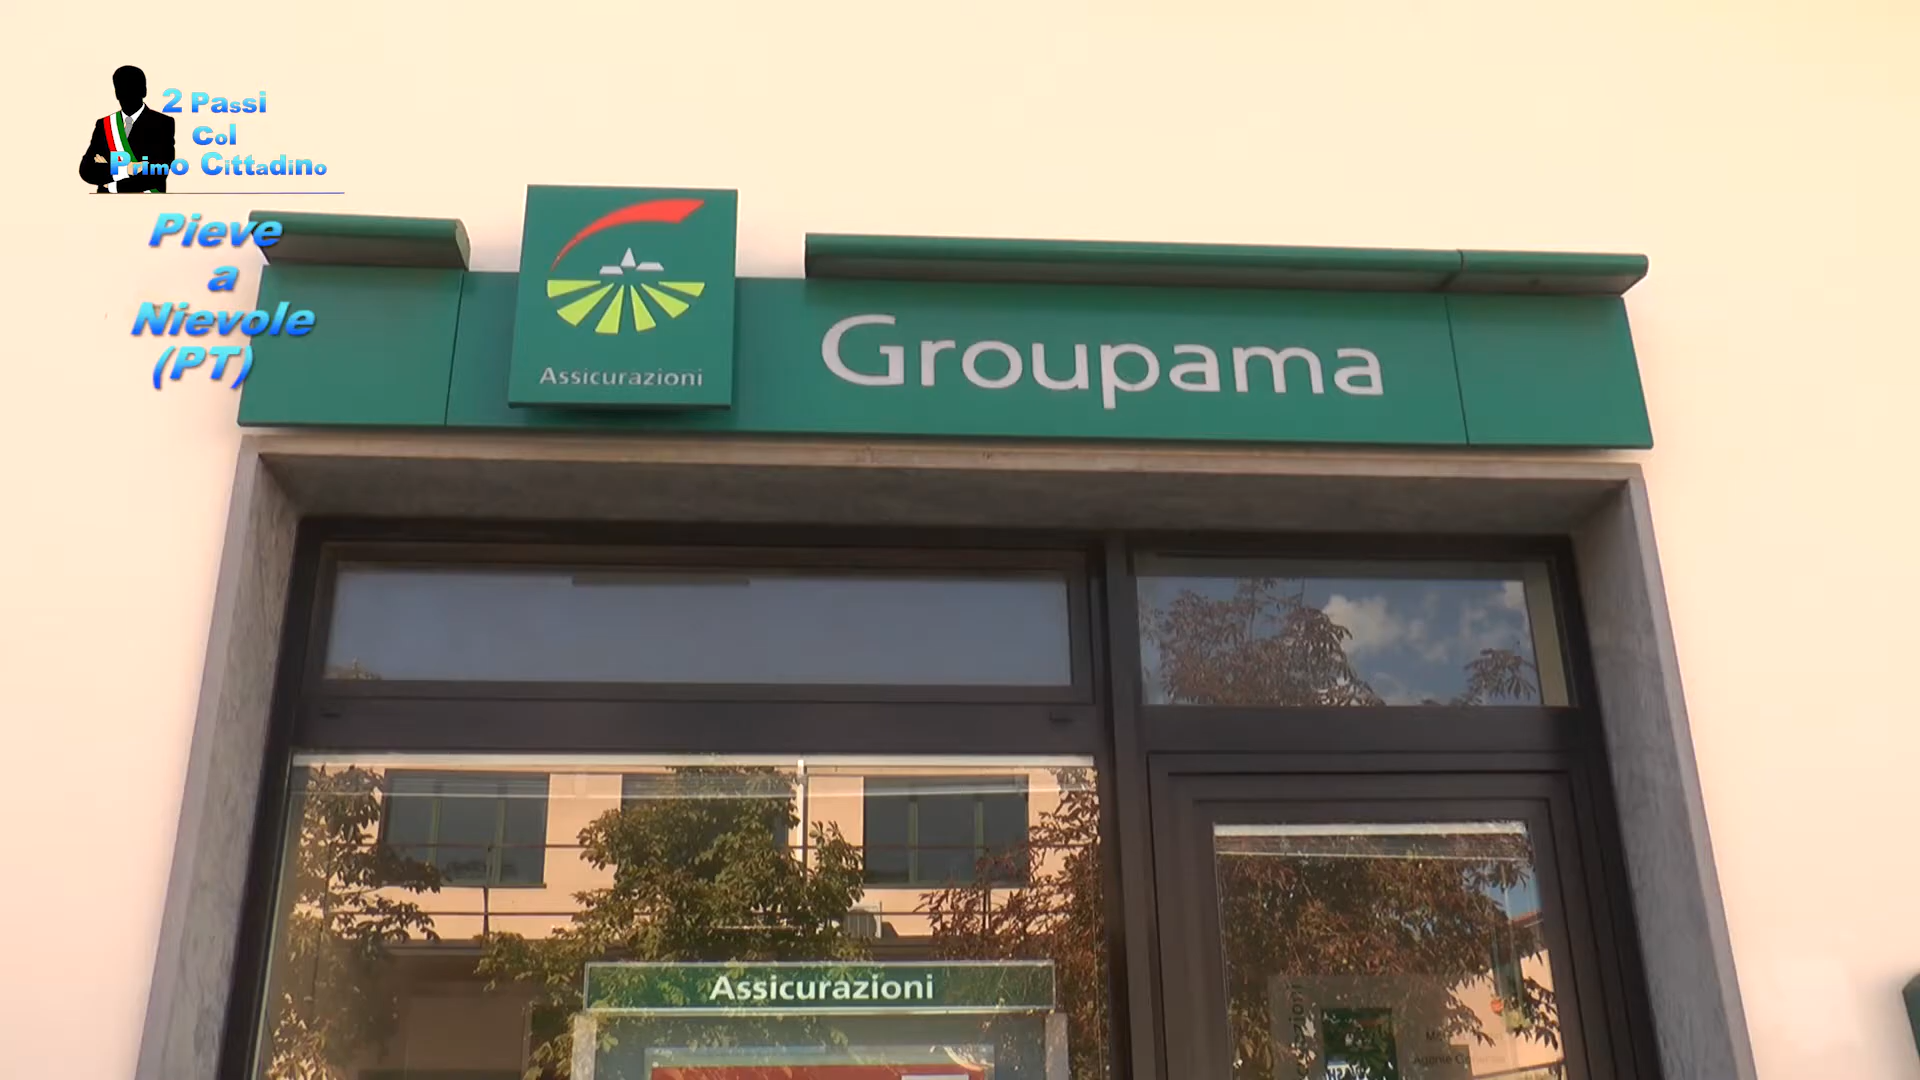 2 Passi
Col
Primo Cittadino
Pieve
a
Nievole
(PT)
Assicurazioni
Groupama
Assicurazioni